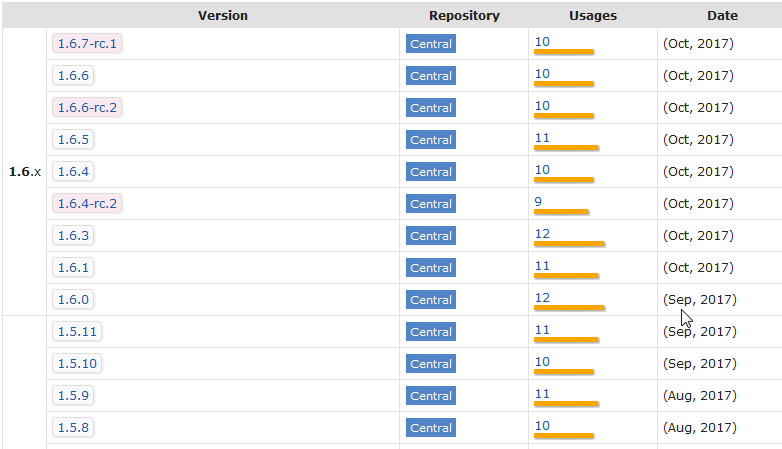 Version Repository Usages Date
1.6.7-rc.1 Central 10 (Oct, 2017)
1.6.6 Central 10 (Oct, 2017)
1.6.6-rc.2 Central 10 (Oct, 2017)
1.6.5 Central 11 (Oct, 2017)
1.6.x 1.6.4 Central 10 (Oct, 2017)
1.6.4-rc.2 Central 9 (Oct, 2017)
1.6.3 Central 12 (Oct, 2017)
1.6.1 Central 11 (Oct, 2017)
1.6.0 Central 12 (Sep, 2017)
1.5.11 Central 11 (Sep, 2017)
1.5.10 Central 10 (Sep, 2017)
1.5.9 Central 11 (Aug, 2017)
1.5.8 Central 10 (Aug, 2017)